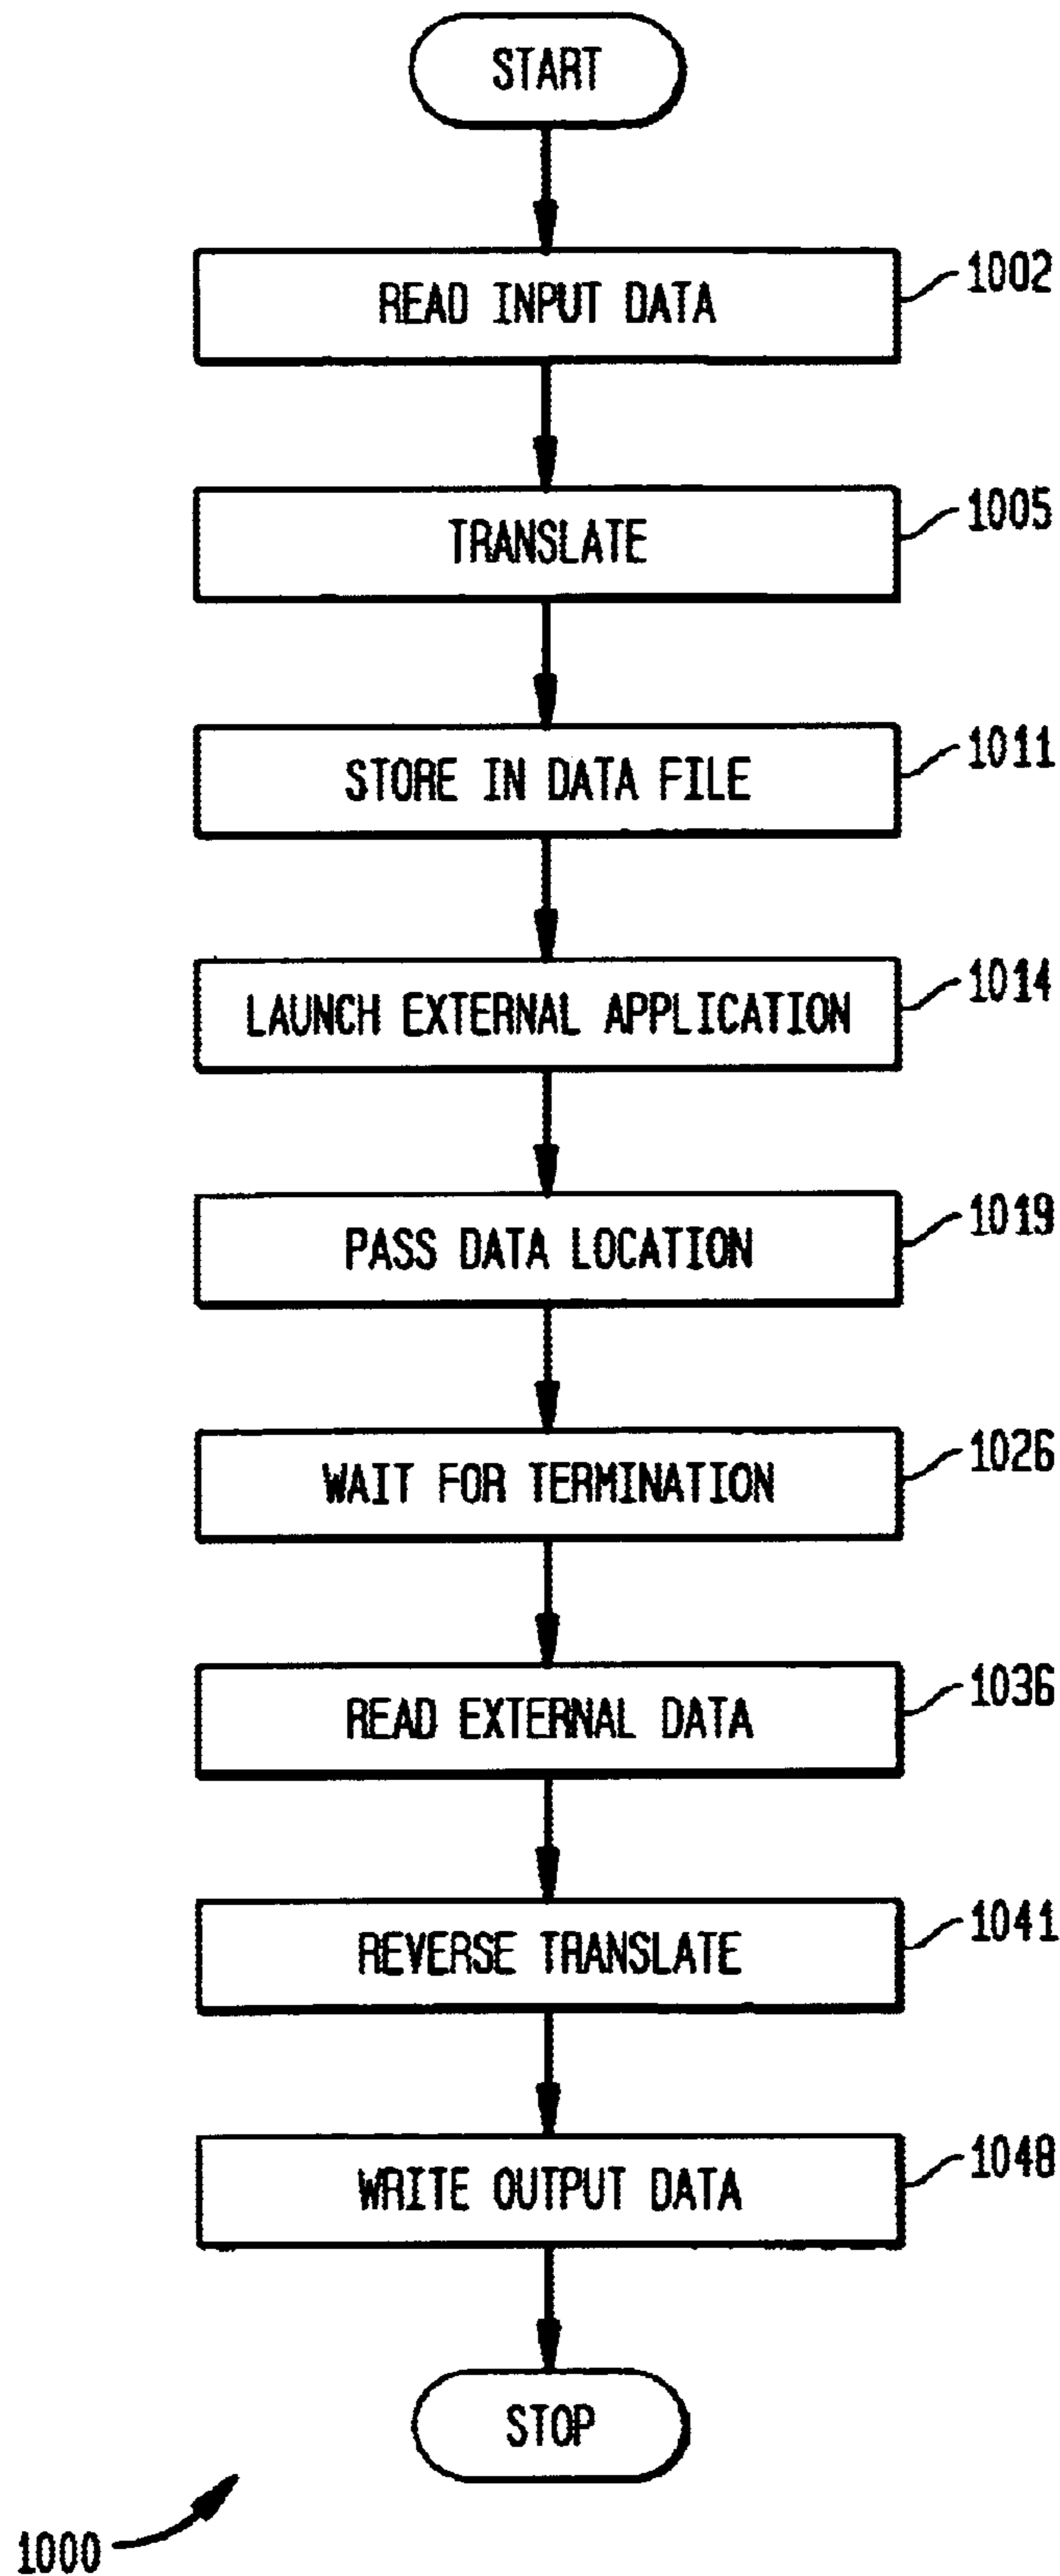 START
READ INPUT DATA
1002
TRANSLATE
1005
STORE IN DATA FILE
1011
LAUNCH EXTERNAL APPLICATION
1014
PASS DATA LOCATION
1019
WAIT FOR TERMINATION
1026
READ EXTERNAL DATA
1036
REVERSE TRANSLATE
1041
WRITE OUTPUT DATA
1048
STOP
1000